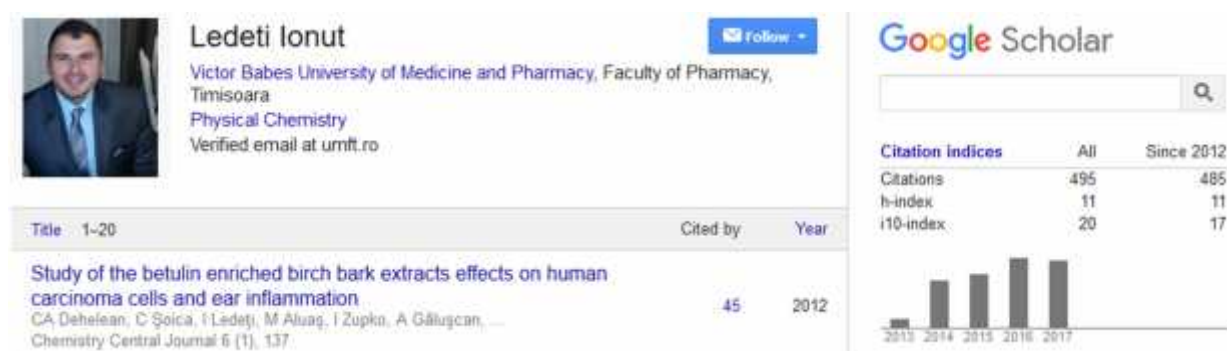 Ledeti Ionut
Follow
Victor Babes University of Medicine and Pharmacy, Faculty of Pharmacy,
Timisoara
Physical Chemistry
Verified email at umft.ro
Title 1–20 Cited by Year
Study of the betulin enriched birch bark extracts effects on human
carcinoma cells and ear inflammation
45 2012
CA Dehelean, C Şoica, I Ledeţi, M Aluaş, I Zupko, A Găluşcan, ...
Chemistry Central Journal 6 (1), 137
Google Scholar
Citation indices All Since 2012
Citations 495 485
h-index 11 11
i10-index 20 17
2013 2014 2015 2016 2017